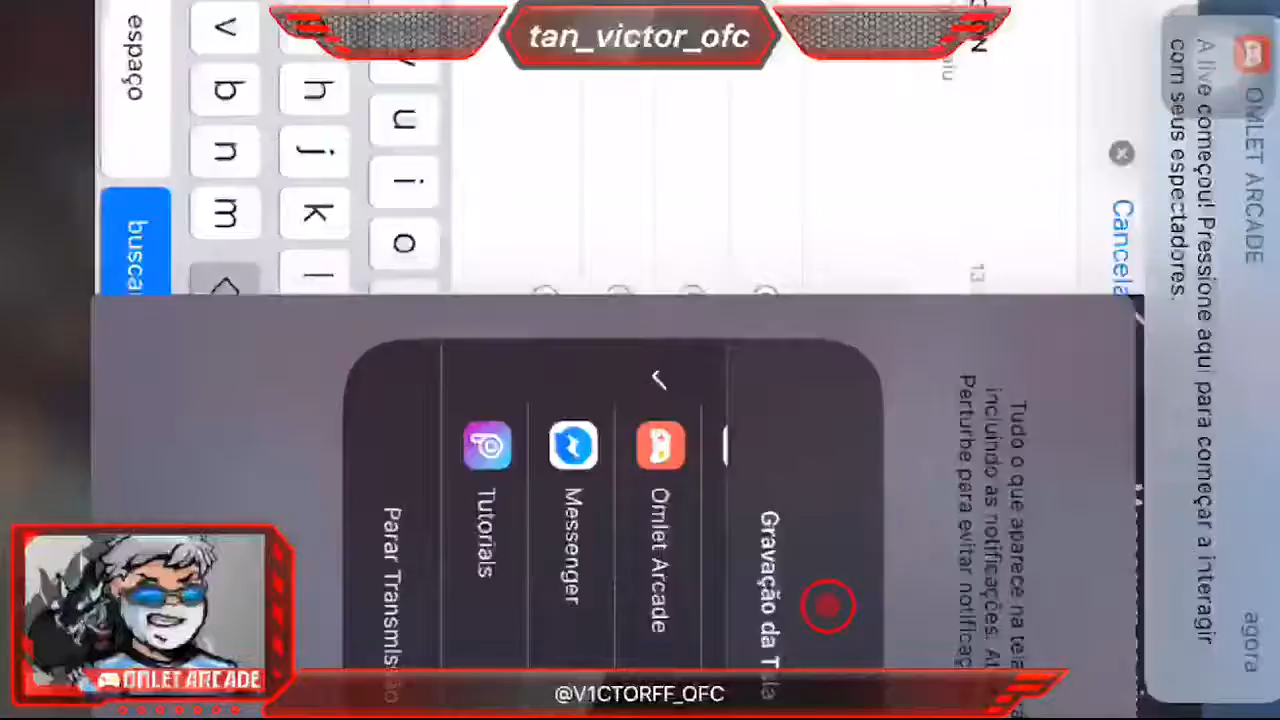 tan_victor_ofc
OMLET ARCADE
agora
A live começou! Pressione aqui para começar a interagir
com seus espectadores.
Cancela
13
Tudo o que aparece na tela
incluindo as notificações.
Perturbe para evitar
Gravação da Tela
Omlet Arcade
Messenger
Tutorials
Parar Transmissão
u i o
h j k l
v b n m
espaço
OMLET ARCADE
@V1CTORFF_OFC